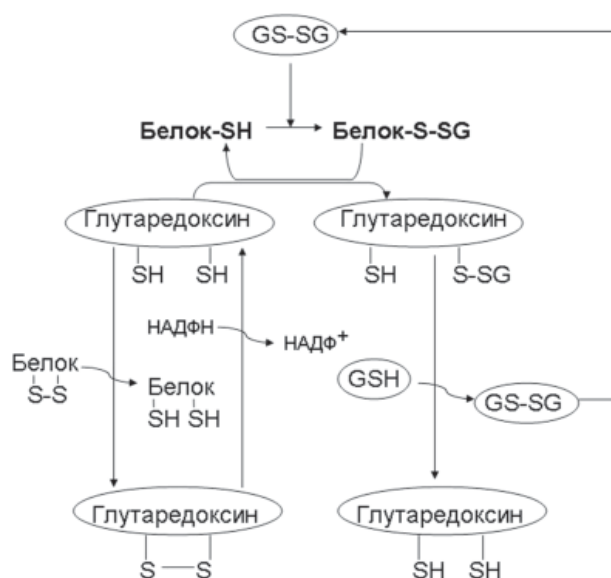 GS-SG
Белок-SH
Белок-S-SG
Глутаредоксин
Глутаредоксин
SH SH
SH S-SG
НАДФН
НАДФ+
Белок
S-S
Белок
SH SH
GSH
GS-SG
Глутаредоксин
Глутаредоксин
S S
SH SH